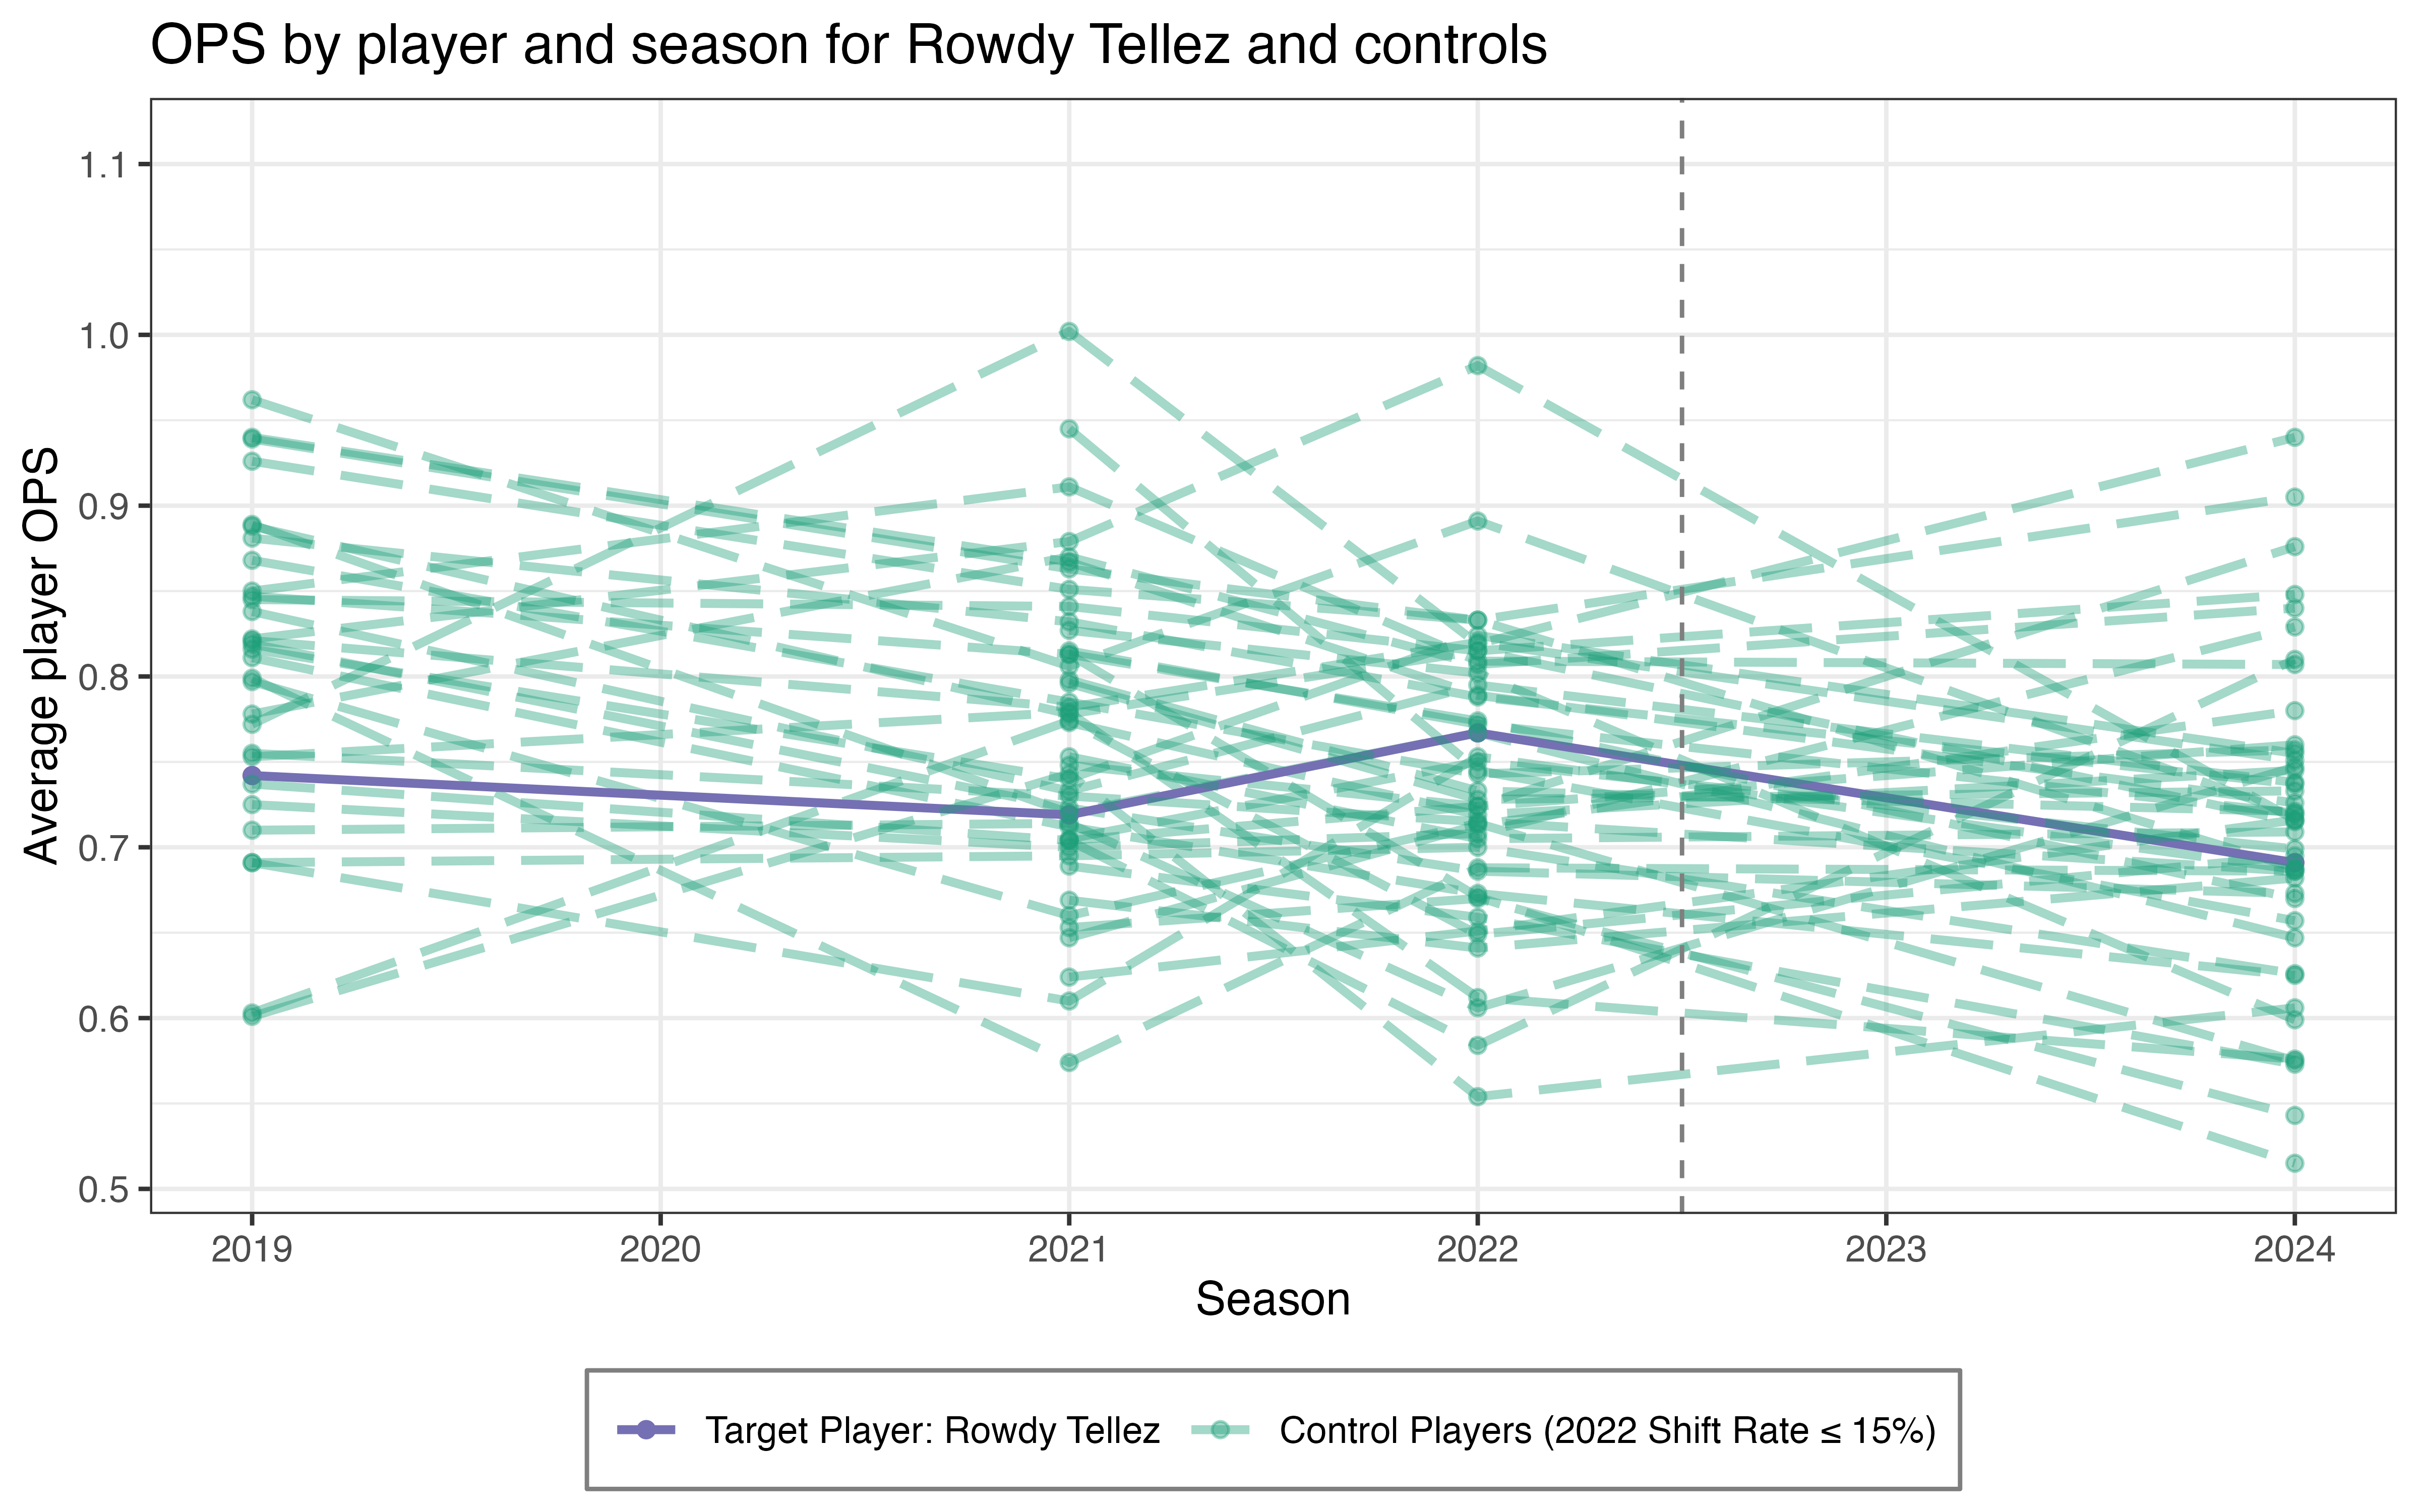 OPS by player and season for Rowdy Tellez and controls
Average player OPS
1.1
1.0
0.9
0.8
0.7
0.6
0.5
2019 2020 2021 2022 2023 2024
Season
Target Player: Rowdy Tellez Control Players (2022 Shift Rate ≤ 15%)